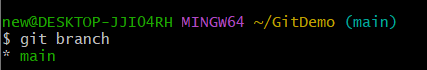 new@DESKTOP-JJIO4RH MINGW64 ~/GitDemo (main)
$ git branch
* main